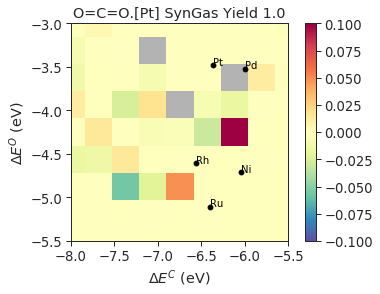 O=C=O.[Pt] SynGas Yield 1.0
ΔE^O (eV)
−3.0
−3.5
−4.0
−4.5
−5.0
−5.5
Pt
Pd
Rh
Ni
Ru
−8.0 −7.5 −7.0 −6.5 −6.0 −5.5
ΔE^C (eV)
0.100
0.075
0.050
0.025
0.000
−0.025
−0.050
−0.075
−0.100